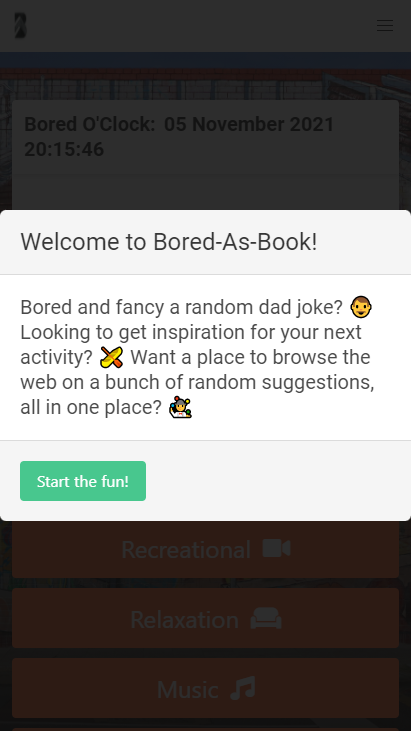 Bored O'Clock: 05 November 2021
20:15:46
Welcome to Bored-As-Book!
Bored and fancy a random dad joke?
Looking to get inspiration for your next
activity? Want a place to browse the
web on a bunch of random suggestions,
all in one place?
Start the fun!
Recreational
Relaxation
Music